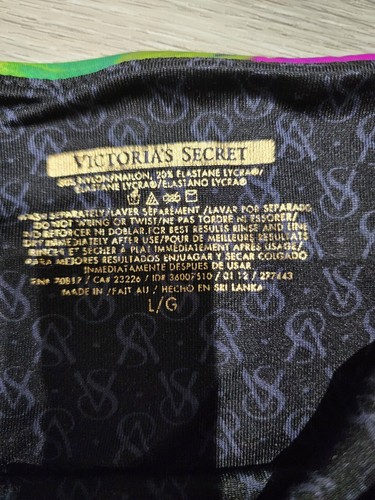 VICTORIA'S SECRET
80% NYLON/NAILON, 20% ELASTANE LYCRA®/
ELASTANE LYCRA®/ELASTANO LYCRA®/
WASH SEPARATELY/LAVER SÉPARÉMENT/LAVAR POR SEPARADO
DO NOT WRING OR TWIST/NE PAS TORDRE NI ESSORER/
NO RETORCER NI DOBLAR. FOR BEST RESULTS RINSE AND LINE
DRY IMMEDIATELY AFTER USE/POUR DE MEILLEURS RÉSULTATS
RINCER ET SÉCHER À PLAT IMMÉDIATEMENT APRÈS USAGE/
PARA MEJORES RESULTADOS ENJUAGAR Y SECAR COLGADO
INMEDIATAMENTE DESPUES DE USAR.
RN# 70817 / CA# 23226 / ID# 36007510 / 01 12 / 277443
MADE IN / FAIT AU / HECHO EN SRI LANKA
L/G